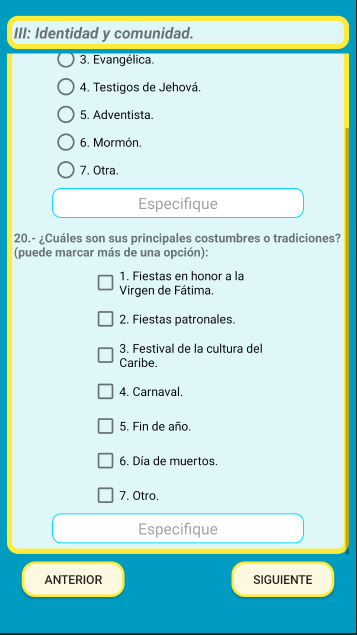 III: Identidad y comunidad.
3. Evangélica.
4. Testigos de Jehová.
5. Adventista.
6. Mormón.
7. Otra.
Especifique
20.- ¿Cuáles son sus principales costumbres o tradiciones?
(puede marcar más de una opción):
1. Fiestas en honor a la
Virgen de Fátima.
2. Fiestas patronales.
3. Festival de la cultura del
Caribe.
4. Carnaval.
5. Fin de año.
6. Día de muertos.
7. Otro.
Especifique
ANTERIOR
SIGUIENTE